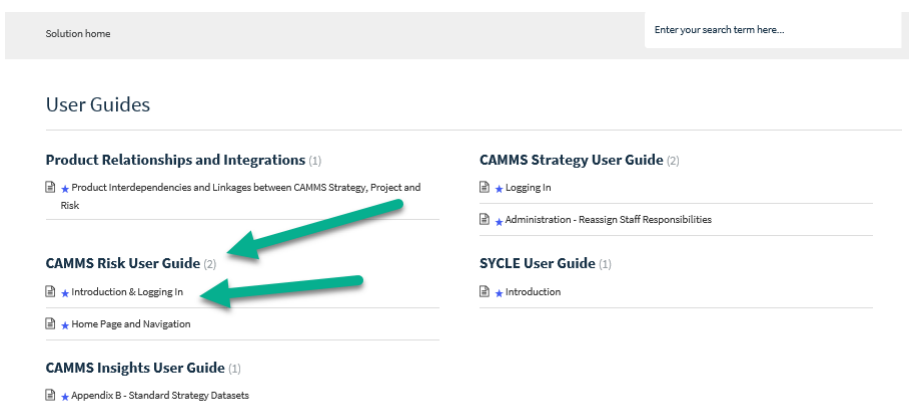 Solution home
Enter your search term here...
User Guides
Product Relationships and Integrations (1)
Product Interdependencies and Linkages between CAMMS Strategy, Project and
Risk
CAMMS Risk User Guide (2)
Introduction & Logging In
Home Page and Navigation
CAMMS Insights User Guide (1)
Appendix B - Standard Strategy Datasets
CAMMS Strategy User Guide (2)
Logging In
Administration - Reassign Staff Responsibilities
SYCLE User Guide (1)
Introduction